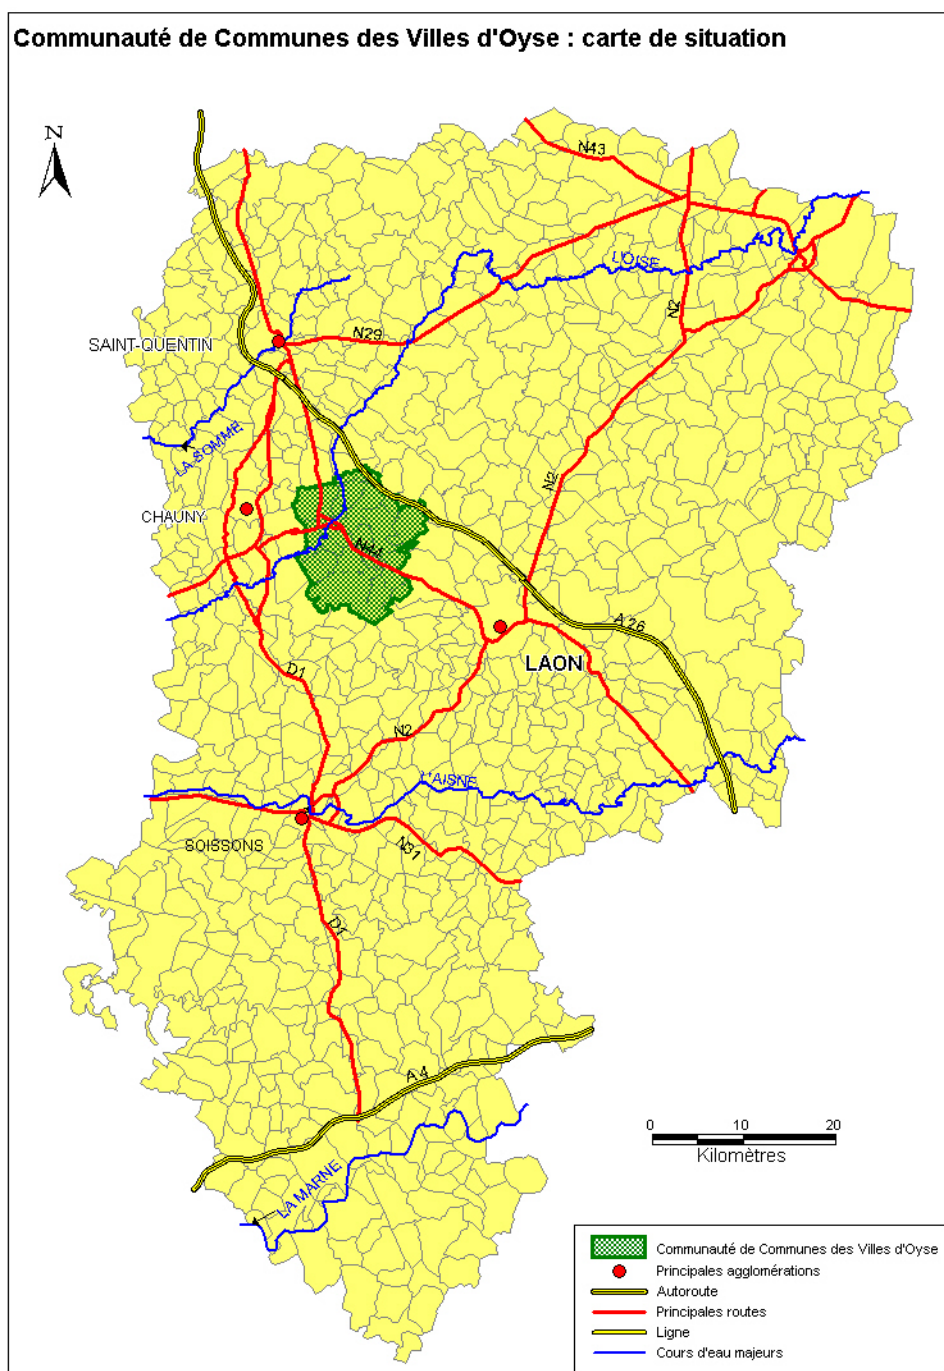 Communauté de Communes des Villes d'Oyse : carte de situation
N
N43
L'OISE
N2
N29
SAINT-QUENTIN
LA SOMME
N2
CHAUNY
N44
A 26
LAON
D1
N2
L'AISNE
SOISSONS
N31
D1
A 4
0 10 20
Kilomètres
LA MARNE
Communauté de Communes des Villes d'Oyse
Principales agglomérations
Autoroute
Principales routes
Ligne
Cours d'eau majeurs